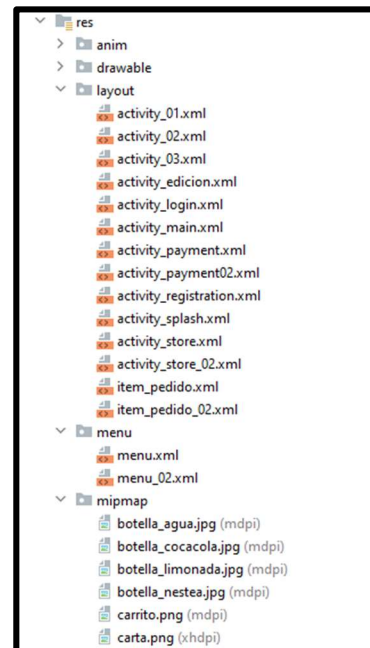 res
anim
drawable
layout
activity_01.xml
activity_02.xml
activity_03.xml
activity_edicion.xml
activity_login.xml
activity_main.xml
activity_payment.xml
activity_payment02.xml
activity_registration.xml
activity_splash.xml
activity_store.xml
activity_store_02.xml
item_pedido.xml
item_pedido_02.xml
menu
menu.xml
menu_02.xml
mipmap
botella_agua.jpg (mdpi)
botella_cocacola.jpg (mdpi)
botella_limonada.jpg (mdpi)
botella_nestea.jpg (mdpi)
carrito.png (mdpi)
carta.png (xhdpi)